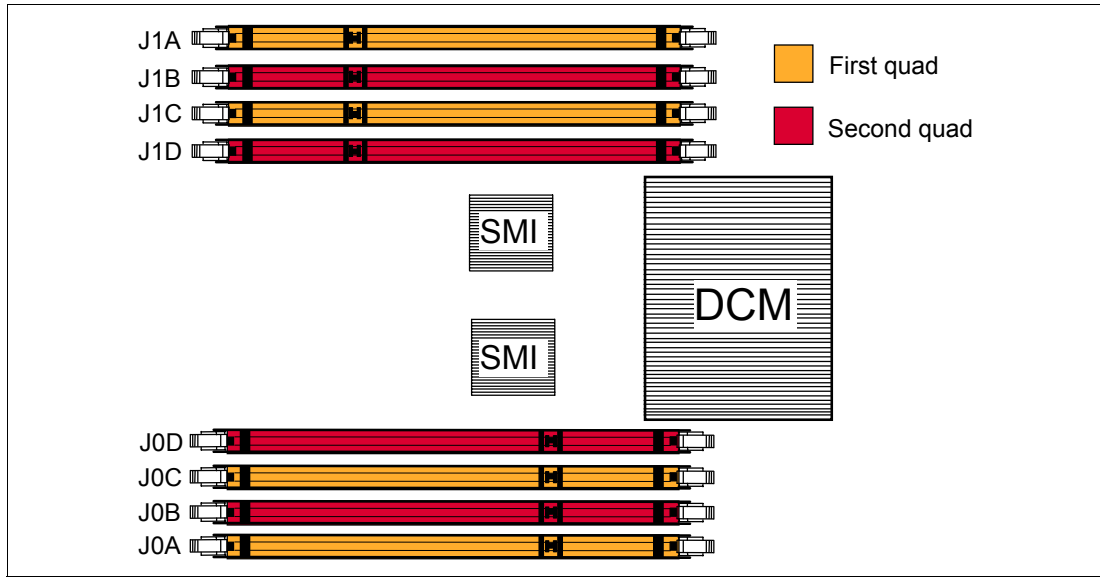 J1A
First quad
J1B
J1C
Second quad
J1D
SMI
DCM
SMI
J0D
J0C
J0B
J0A